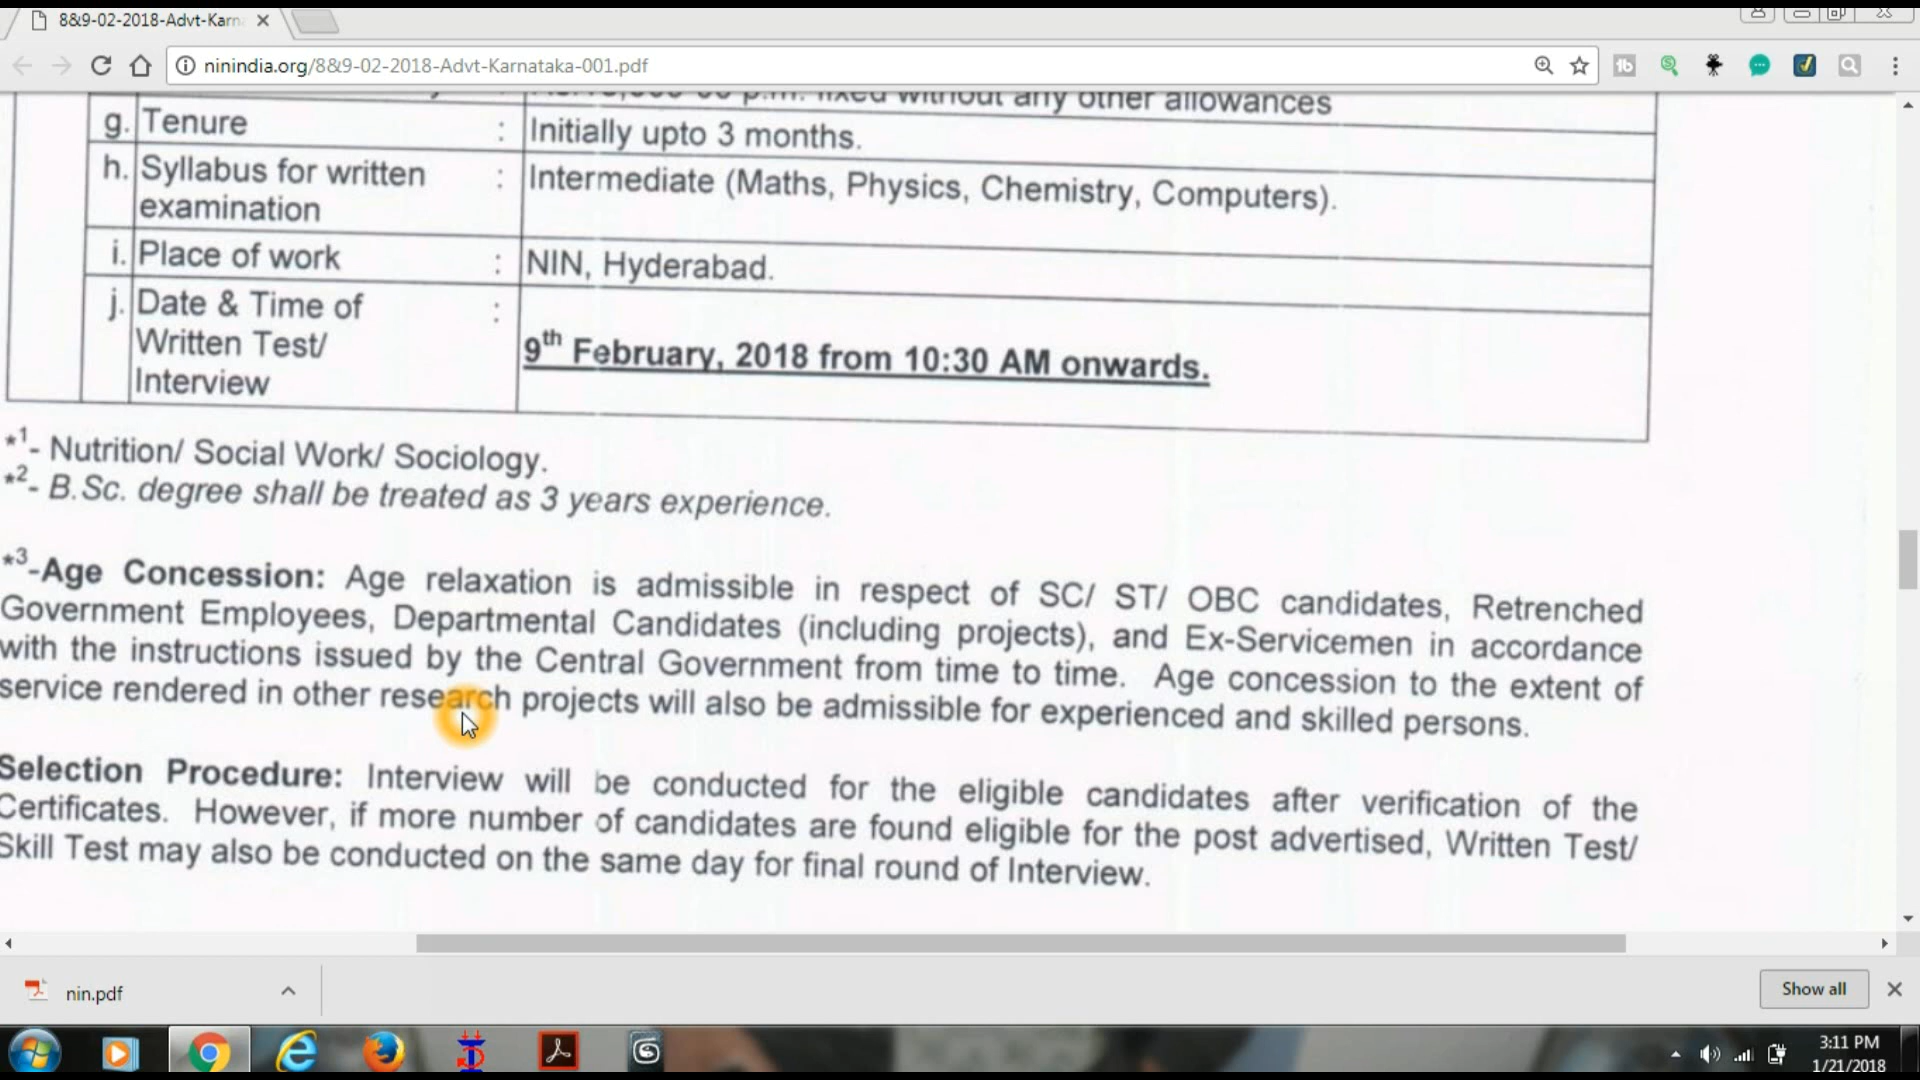 8&9-02-2018-Advt-Karn
ninindia.org/8&9-02-2018-Advt-Karnataka-001.pdf
p.m. fixed without any other allowances
g. Tenure : Initially upto 3 months.
h. Syllabus for written : Intermediate (Maths, Physics, Chemistry, Computers).
examination
i. Place of work : NIN, Hyderabad.
j. Date & Time of :
Written Test/ 9th February, 2018 from 10:30 AM onwards.
Interview
*1- Nutrition/ Social Work/ Sociology.
*2- B.Sc. degree shall be treated as 3 years experience.
*3-Age Concession: Age relaxation is admissible in respect of SC/ ST/ OBC candidates, Retrenched
Government Employees, Departmental Candidates (including projects), and Ex-Servicemen in accordance
with the instructions issued by the Central Government from time to time. Age concession to the extent of
service rendered in other research projects will also be admissible for experienced and skilled persons.
Selection Procedure: Interview will be conducted for the eligible candidates after verification of the
Certificates. However, if more number of candidates are found eligible for the post advertised, Written Test/
Skill Test may also be conducted on the same day for final round of Interview.
nin.pdf
Show all
3:11 PM
1/21/2018